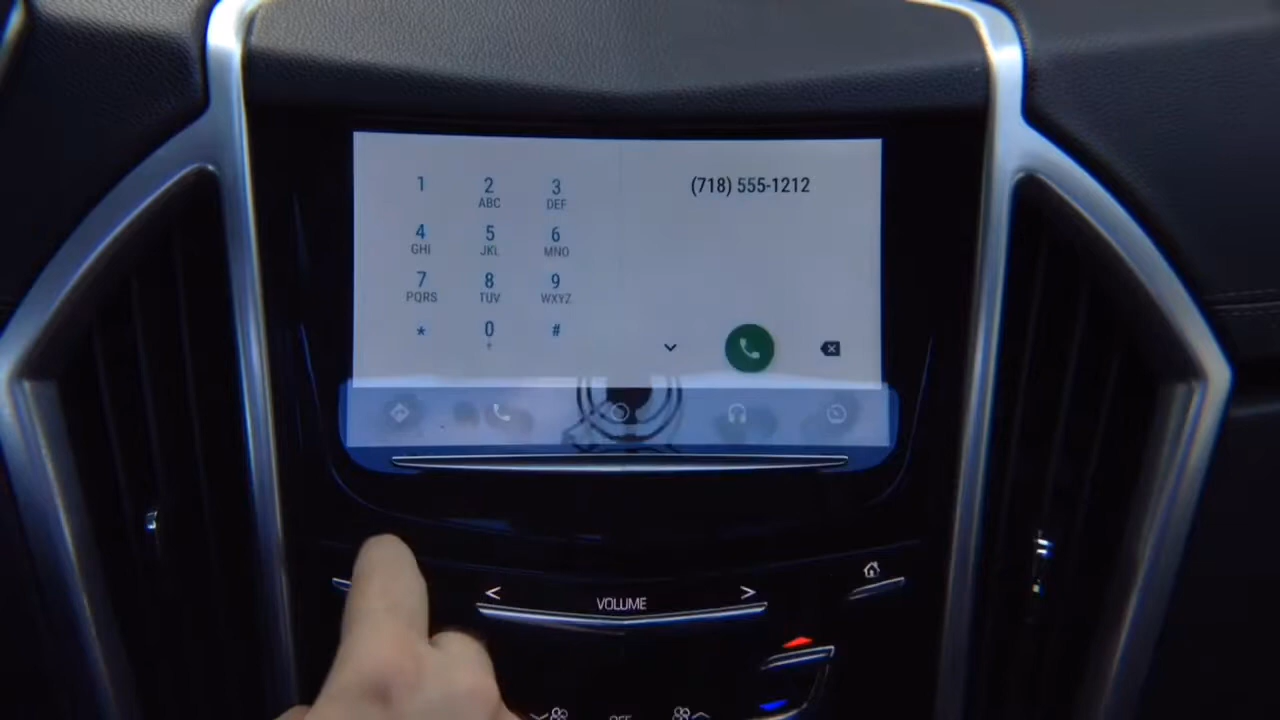 1 2 3
ABC DEF
4 5 6
GHI JKL MNO
7 8 9
PQRS TUV WXYZ
* 0 #
+
(718) 555-1212
< VOLUME >
OFF